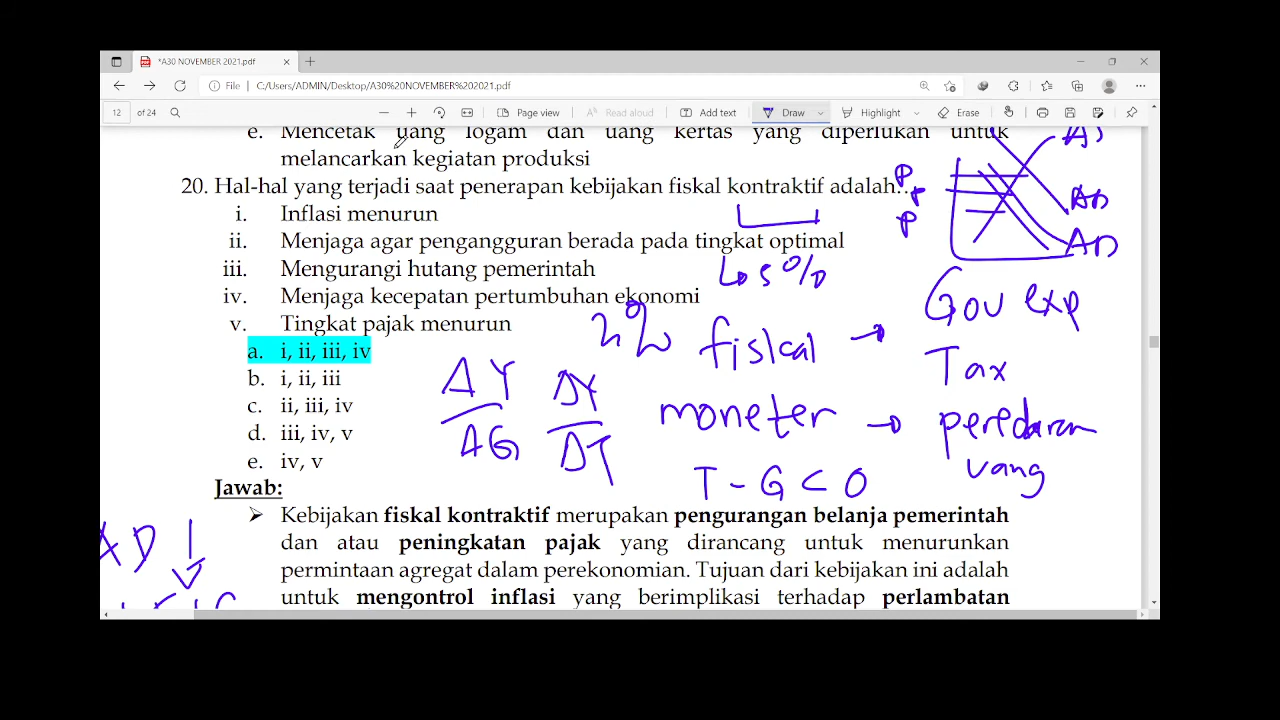 *A30 NOVEMBER 2021.pdf
File C:/Users/ADMIN/Desktop/A30%20NOVEMBER%202021.pdf
12 of 24 Page view Read aloud Add text Draw Highlight Erase
e. Mencetak uang logam dan uang kertas yang diperlukan untuk
melancarkan kegiatan produksi
20. Hal-hal yang terjadi saat penerapan kebijakan fiskal kontraktif adalah...
i. Inflasi menurun
ii. Menjaga agar pengangguran berada pada tingkat optimal
iii. Mengurangi hutang pemerintah
iv. Menjaga kecepatan pertumbuhan ekonomi
v. Tingkat pajak menurun
a. i, ii, iii, iv
b. i, ii, iii
c. ii, iii, iv
d. iii, iv, v
e. iv, v
Jawab:
➢ Kebijakan fiskal kontraktif merupakan pengurangan belanja pemerintah
dan atau peningkatan pajak yang dirancang untuk menurunkan
permintaan agregat dalam perekonomian. Tujuan dari kebijakan ini adalah
untuk mengontrol inflasi yang berimplikasi terhadap perlambatan
AS
P
P
P
AD
AD
5%
2%
fiskal → Gov exp
Tax
moneter → peredaran
uang
ΔY ΔY
ΔG ΔT
T - G < 0
AD